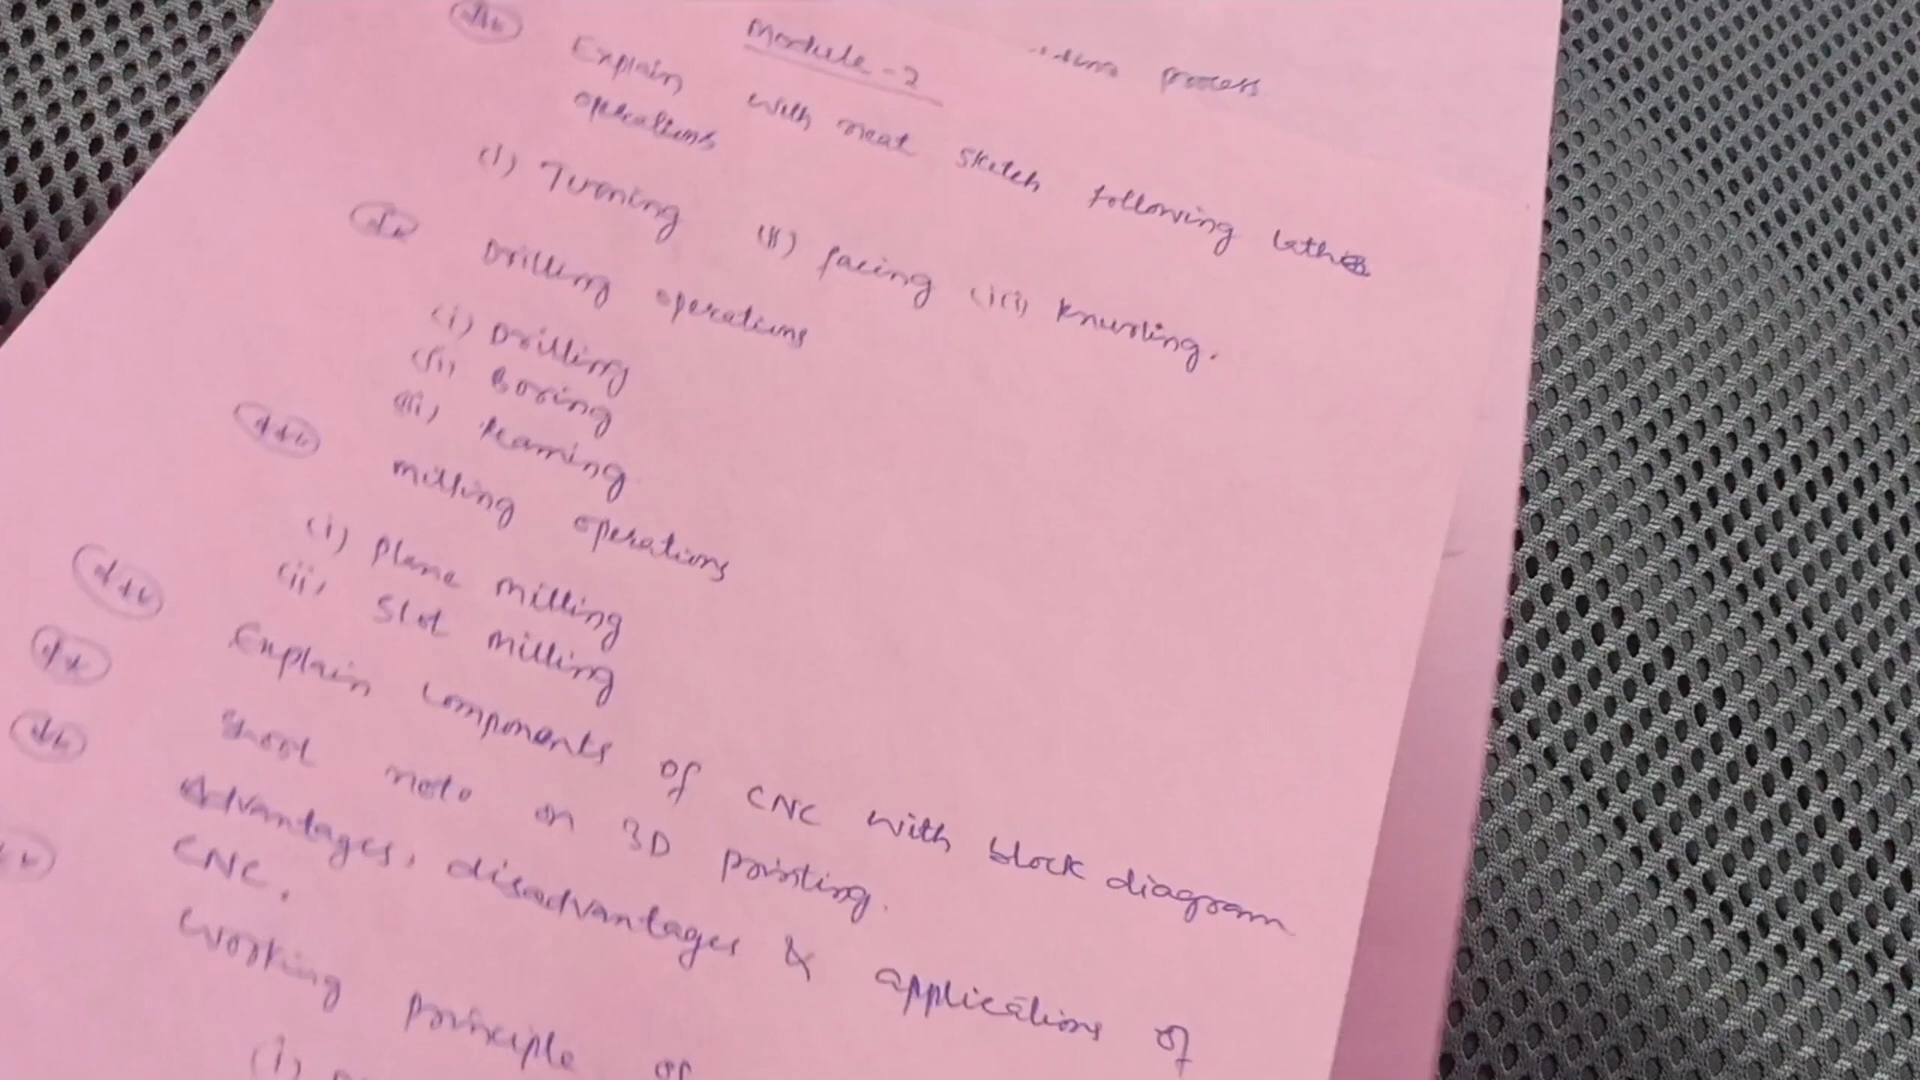 process
Module - 2
Explain with neat sketch following lathe
operations
(i) Turning (ii) facing (iii) Knurling.
Drilling operations
(i) Drilling
(ii) Boring
(iii) Reaming
milling operations
(i) Plane milling
(ii) Slot milling
Explain components of CNC with block diagram
Short note on 3D printing.
Advantages, disadvantages & applications of
CNC.
Working principle of
(i)